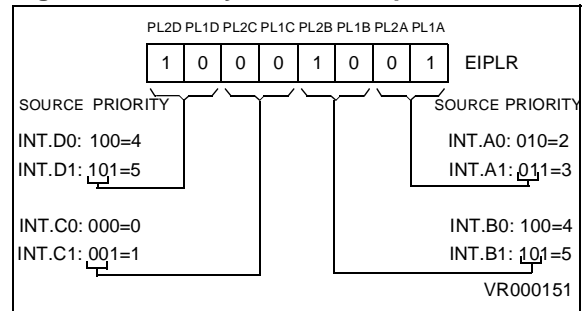 PL2D PL1D PL2C PL1C PL2B PL1B PL2A PL1A
1 0 0 0 1 0 0 1 EIPLR
SOURCE PRIORITY SOURCE PRIORITY
INT.D0: 100=4 INT.A0: 010=2
INT.D1: 101=5 INT.A1: 011=3
INT.C0: 000=0 INT.B0: 100=4
INT.C1: 001=1 INT.B1: 101=5
VR000151